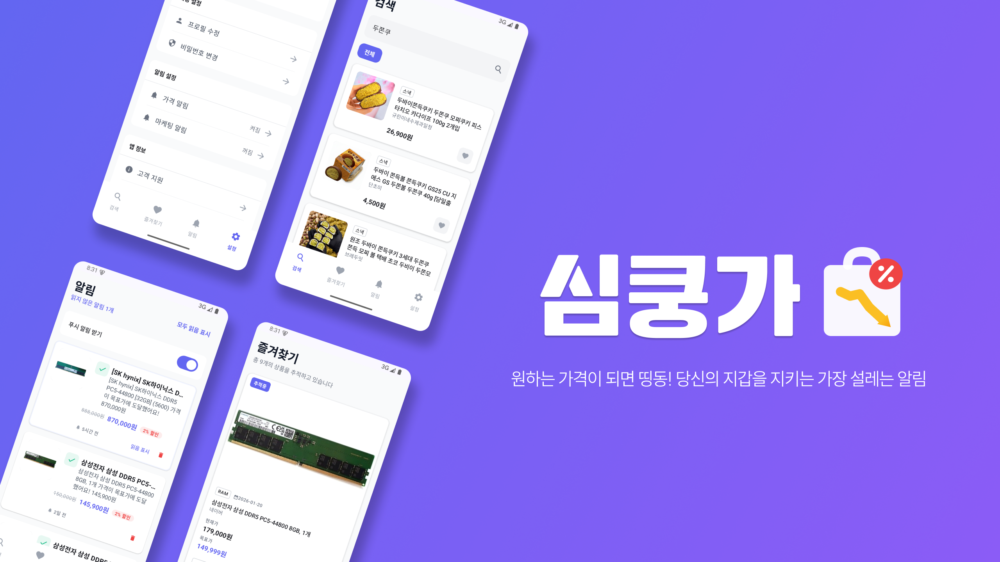 설정
프로필 수정
비밀번호 변경
알림 설정
가격 알림
켜짐
마케팅 알림
꺼짐
앱 정보
고객 지원
검색
즐겨찾기
알림
설정
3G
검색
두쫀쿠
전체
스낵
두바이쫀득쿠키 두쫀쿠 모찌쿠키 피스
타치오 카다이프 100g 2개입
규린이네수제과일청
26,900원
스낵
두바이 쫀득볼 쫀득쿠키 GS25 CU 지
에스 GS 두쫀볼 두쫀쿠 40g [당일출
단초미
4,500원
스낵
원조 두바이 쫀득쿠키 3세대 두쫀쿠
쫀득 모찌 볼 택배 초코 두비이 두쫀모
브레두잇
검색
즐겨찾기
알림
설정
8:31
3G
알림
읽지 않은 알림 1개
모두 읽음 표시
푸시 알림 받기
[SK hynix] SK하이닉스 D...
[SK hynix] SK하이닉스 DDR5
PC5-44800 [32GB] (5600) 가격
이 목표가에 도달했어요!
870,000원
888,000원 870,000원 2% 할인
5시간 전
읽음 표시
삼성전자 삼성 DDR5 PC5-...
삼성전자 삼성 DDR5 PC5-44800
8GB, 1개 가격이 목표가에 도달
했어요! 145,900원
150,000원 145,900원 2% 할인
2일 전
삼성전자 삼성 DDR5
8:31
3G
즐겨찾기
총 9개의 상품을 추적하고 있습니다
추적중
RAM 2026-01-20
삼성전자 삼성 DDR5 PC5-44800 8GB, 1개
네이버
현재가
179,000원
목표가
149,999원
심쿵가
%
원하는 가격이 되면 띵동! 당신의 지갑을 지키는 가장 설레는 알림